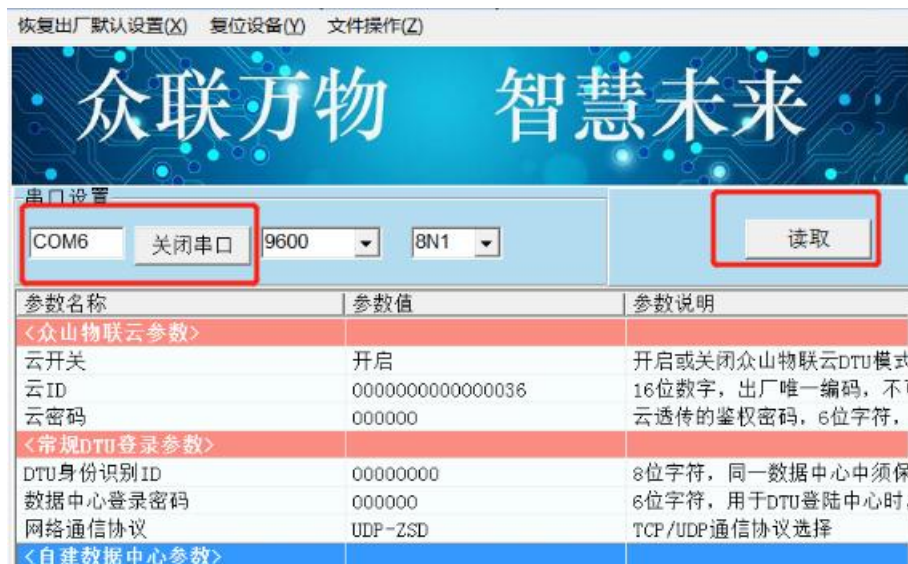 恢复出厂默认设置(X) 复位设备(Y) 文件操作(Z)
众联万物 智慧未来
串口设置
COM6 关闭串口 9600 8N1 读取
参数名称 参数值 参数说明
<众山物联云参数>
云开关 开启 开启或关闭众山物联云DTU模式
云ID 0000000000000036 16位数字，出厂唯一编码，不
云密码 000000 云透传的鉴权密码，6位字符，
<常规DTU登录参数>
DTU身份识别ID 00000000 8位字符，同一数据中心中须保
数据中心登录密码 000000 6位字符，用于DTU登陆中心时
网络通信协议 UDP-ZSD TCP/UDP通信协议选择
<自建数据中心参数>